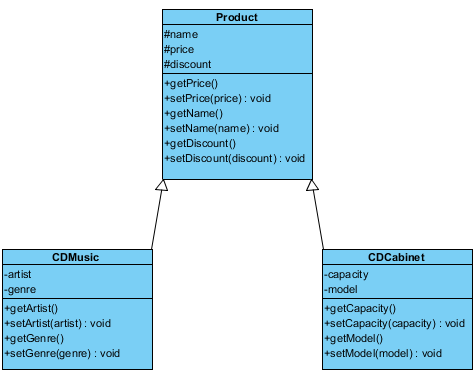 Product
#name
#price
#discount
+getPrice()
+setPrice(price) : void
+getName()
+setName(name) : void
+getDiscount()
+setDiscount(discount) : void
CDMusic
-artist
-genre
+getArtist()
+setArtist(artist) : void
+getGenre()
+setGenre(genre) : void
CDCabinet
-capacity
-model
+getCapacity()
+setCapacity(capacity) : void
+getModel()
+setModel(model) : void